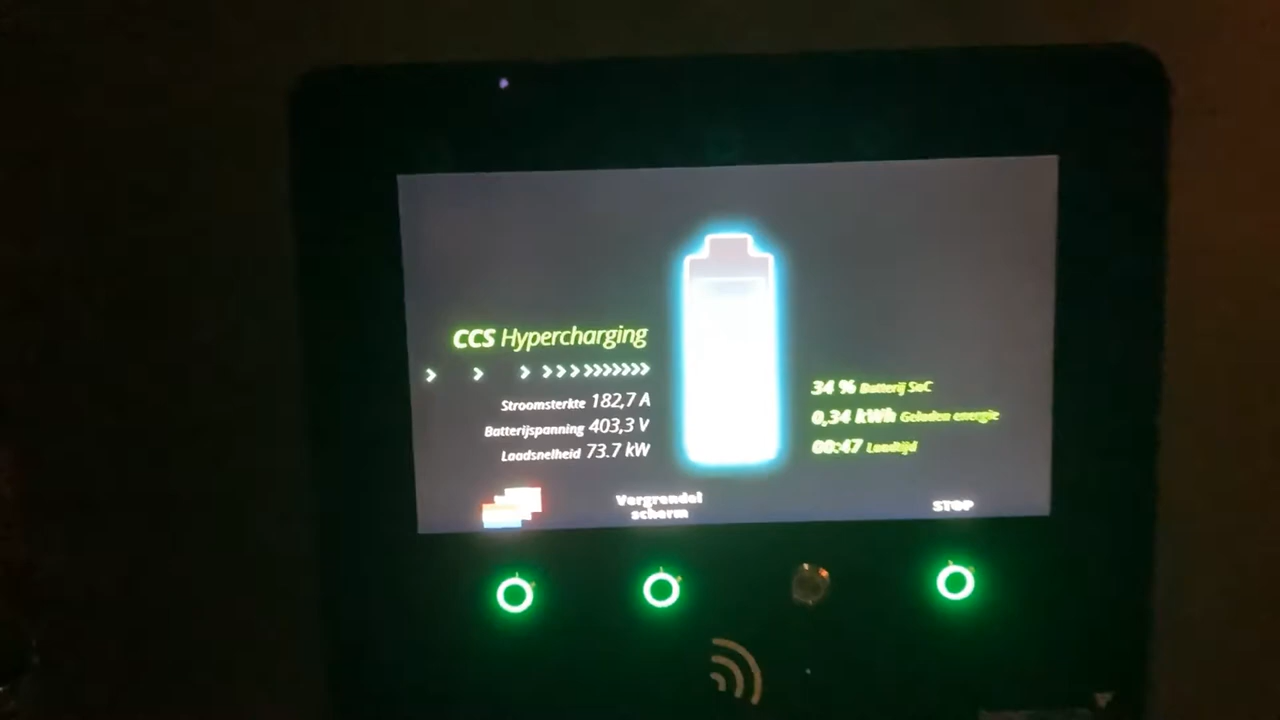 CCS Hypercharging
Stroomsterkte 182,7 A
Batterijspanning 403,3 V
Laadsnelheid 73.7 kW
34 % Batterij SoC
0,34 kWh Geladen energie
00:47 Laadtijd
Vergrendel
scherm
STOP